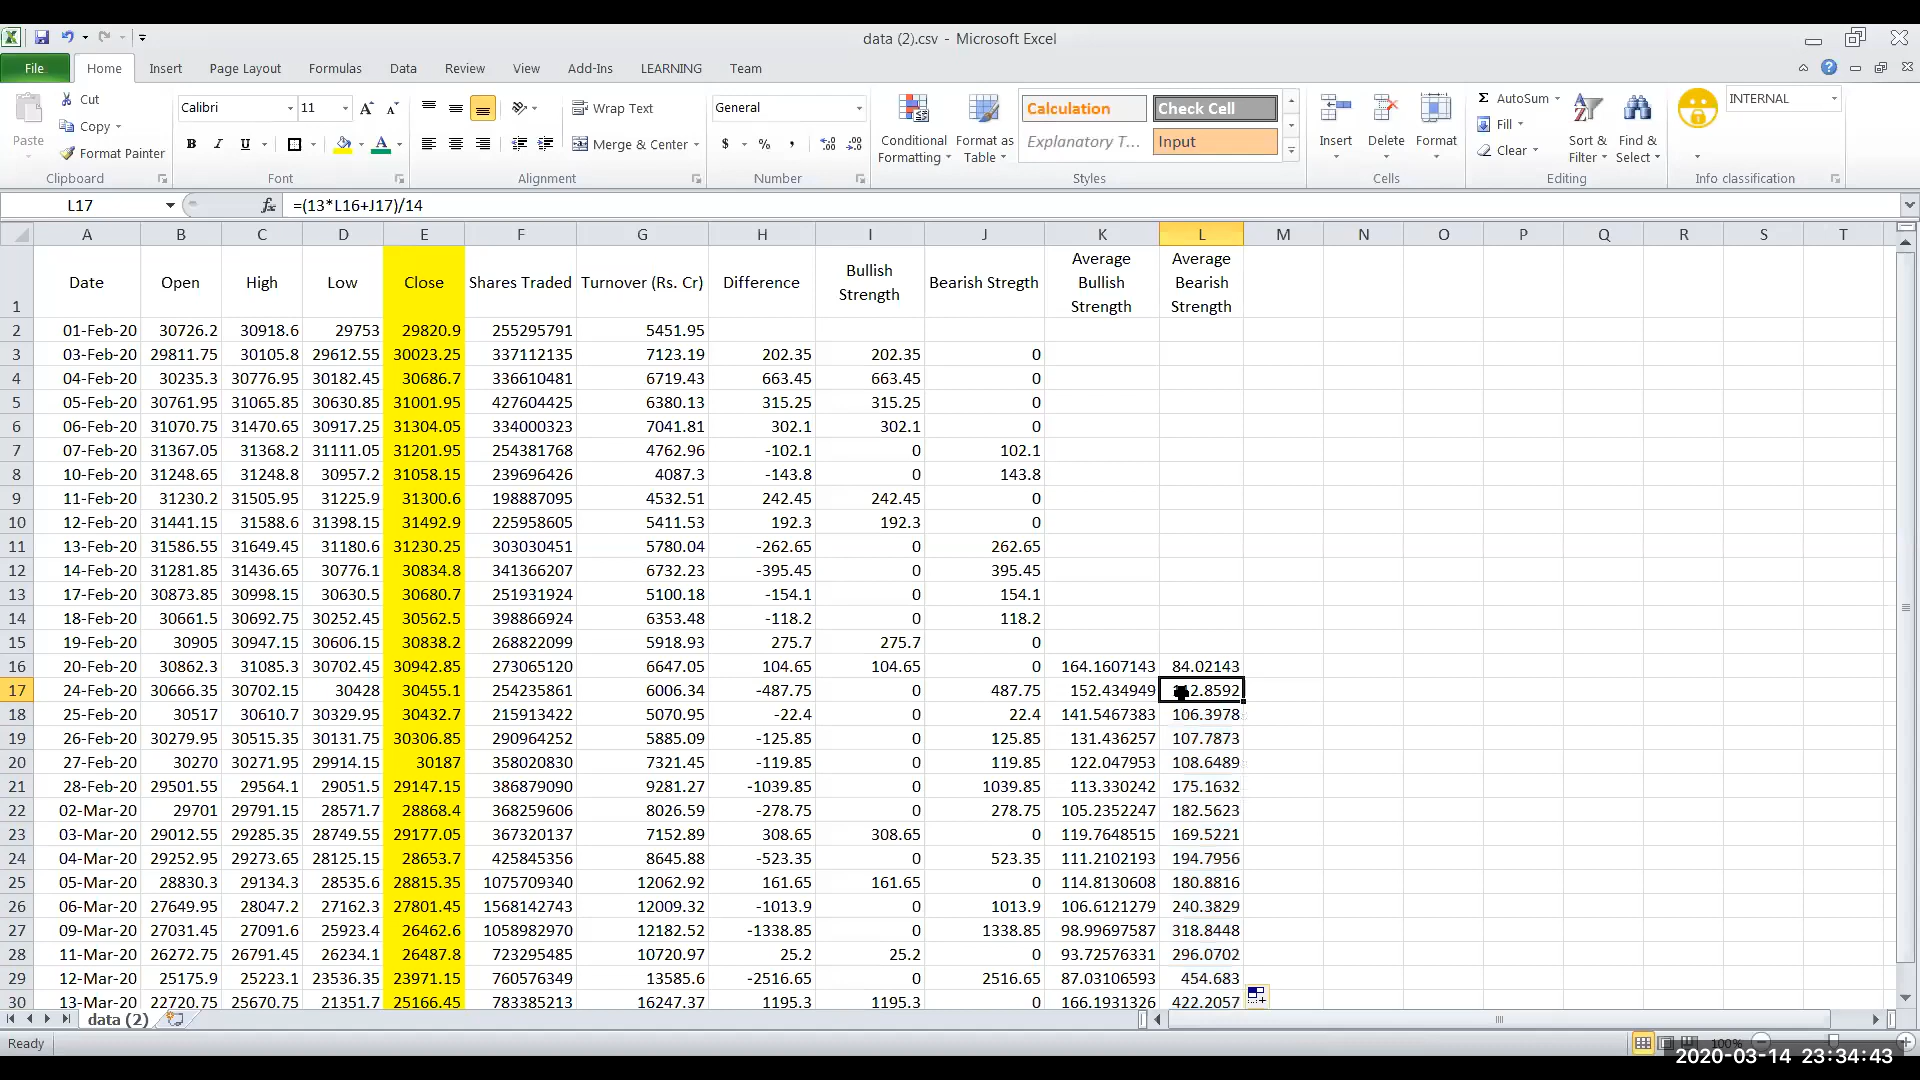 data (2).csv - Microsoft Excel
File Home Insert Page Layout Formulas Data Review View Add-Ins LEARNING Team
Paste Cut Copy Format Painter Clipboard
Calibri 11 Font
Wrap Text Merge & Center Alignment
General $ % , Number
Conditional Formatting Format as Table Calculation Check Cell Explanatory T... Input Styles
Insert Delete Format Cells
AutoSum Fill Clear Sort & Filter Find & Select Editing
INTERNAL Info classification
L17 fx =(13*L16+J17)/14
A B C D E F G H I J K L M N O P Q R S T
1 Date Open High Low Close Shares Traded Turnover (Rs. Cr) Difference Bullish Strength Bearish Stregth Average Bullish Strength Average Bearish Strength
2 01-Feb-20 30726.2 30918.6 29753 29820.9 255295791 5451.95
3 03-Feb-20 29811.75 30105.8 29612.55 30023.25 337112135 7123.19 202.35 202.35 0
4 04-Feb-20 30235.3 30776.95 30182.45 30686.7 336610481 6719.43 663.45 663.45 0
5 05-Feb-20 30761.95 31065.85 30630.85 31001.95 427604425 6380.13 315.25 315.25 0
6 06-Feb-20 31070.75 31470.65 30917.25 31304.05 334000323 7041.81 302.1 302.1 0
7 07-Feb-20 31367.05 31368.2 31111.05 31201.95 254381768 4762.96 -102.1 0 102.1
8 10-Feb-20 31248.65 31248.8 30957.2 31058.15 239696426 4087.3 -143.8 0 143.8
9 11-Feb-20 31230.2 31505.95 31225.9 31300.6 198887095 4532.51 242.45 242.45 0
10 12-Feb-20 31441.15 31588.6 31398.15 31492.9 225958605 5411.53 192.3 192.3 0
11 13-Feb-20 31586.55 31649.45 31180.6 31230.25 303030451 5780.04 -262.65 0 262.65
12 14-Feb-20 31281.85 31436.65 30776.1 30834.8 341366207 6732.23 -395.45 0 395.45
13 17-Feb-20 30873.85 30998.15 30630.5 30680.7 251931924 5100.18 -154.1 0 154.1
14 18-Feb-20 30661.5 30692.75 30252.45 30562.5 398866924 6353.48 -118.2 0 118.2
15 19-Feb-20 30905 30947.15 30606.15 30838.2 268822099 5918.93 275.7 275.7 0
16 20-Feb-20 30862.3 31085.3 30702.45 30942.85 273065120 6647.05 104.65 104.65 0 164.1607143 84.02143
17 24-Feb-20 30666.35 30702.15 30428 30455.1 254235861 6006.34 -487.75 0 487.75 152.434949
18 25-Feb-20 30517 30610.7 30329.95 30432.7 215913422 5070.95 -22.4 0 22.4 141.5467383 106.3978
19 26-Feb-20 30279.95 30515.35 30131.75 30306.85 290964252 5885.09 -125.85 0 125.85 131.436257 107.7873
20 27-Feb-20 30270 30271.95 29914.15 30187 358020830 7321.45 -119.85 0 119.85 122.047953 108.6489
21 28-Feb-20 29501.55 29564.1 29051.5 29147.15 386879090 9281.27 -1039.85 0 1039.85 113.330242 175.1632
22 02-Mar-20 29701 29791.15 28571.7 28868.4 368259606 8026.59 -278.75 0 278.75 105.2352247 182.5623
23 03-Mar-20 29012.55 29285.35 28749.55 29177.05 367320137 7152.89 308.65 308.65 0 119.7648515 169.5221
24 04-Mar-20 29252.95 29273.65 28125.15 28653.7 425845356 8645.88 -523.35 0 523.35 111.2102193 194.7956
25 05-Mar-20 28830.3 29134.3 28535.6 28815.35 1075709340 12062.92 161.65 161.65 0 114.8130608 180.8816
26 06-Mar-20 27649.95 28047.2 27162.3 27801.45 1568142743 12009.32 -1013.9 0 1013.9 106.6121279 240.3829
27 09-Mar-20 27031.45 27091.6 25923.4 26462.6 1058982970 12182.52 -1338.85 0 1338.85 98.99697587 318.8448
28 11-Mar-20 26272.75 26791.45 26234.1 26487.8 723295485 10720.97 25.2 25.2 0 93.72576331 296.0702
29 12-Mar-20 25175.9 25223.1 23536.35 23971.15 760576349 13585.6 -2516.65 0 2516.65 87.03106593 454.683
30 13-Mar-20 22720.75 25670.75 21351.7 25166.45 783385213 16247.37 1195.3 1195.3 0 166.1931326 422.2057
data (2)
Ready 100%
2020-03-14 23:34:43